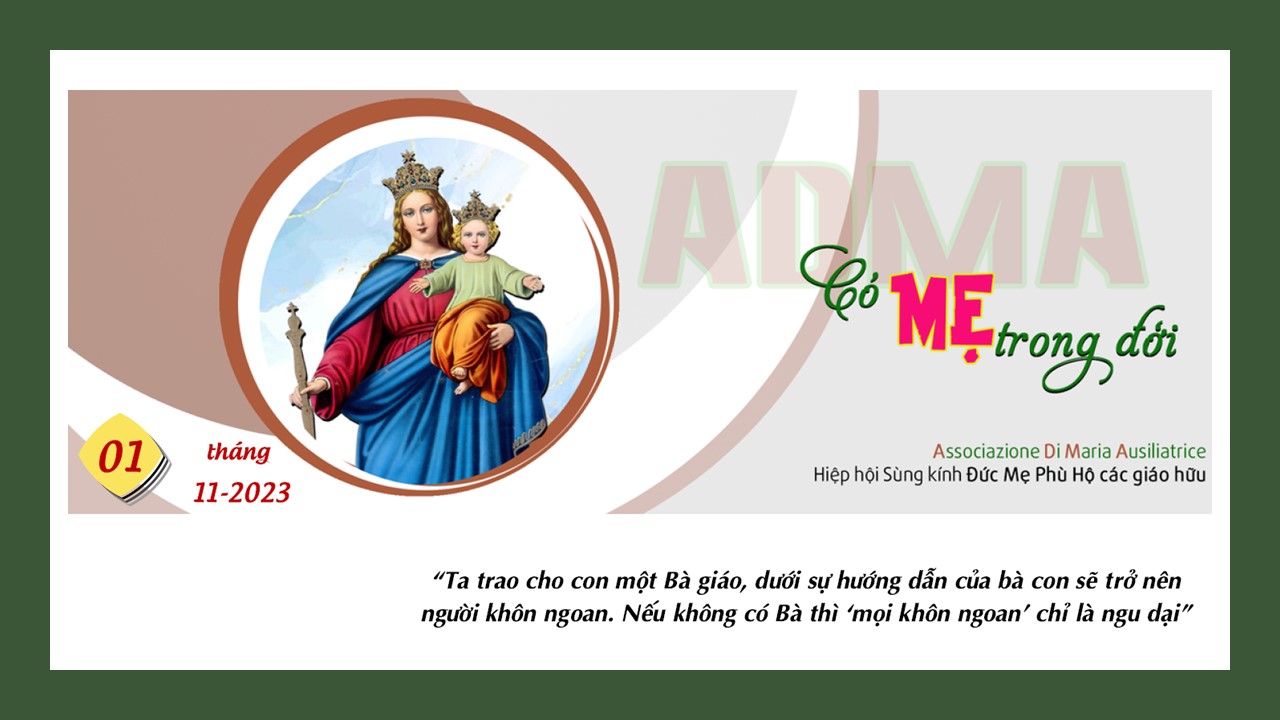 ADMA
Có MẸ trong đời
01
tháng
11-2023
Associazione Di Maria Ausiliatrice
Hiệp hội Sùng kính Đức Mẹ Phù Hộ các giáo hữu
“Ta trao cho con một Bà giáo, dưới sự hướng dẫn của bà con sẽ trở nên
người khôn ngoan. Nếu không có Bà thì ‘mọi khôn ngoan’ chỉ là ngu dại”